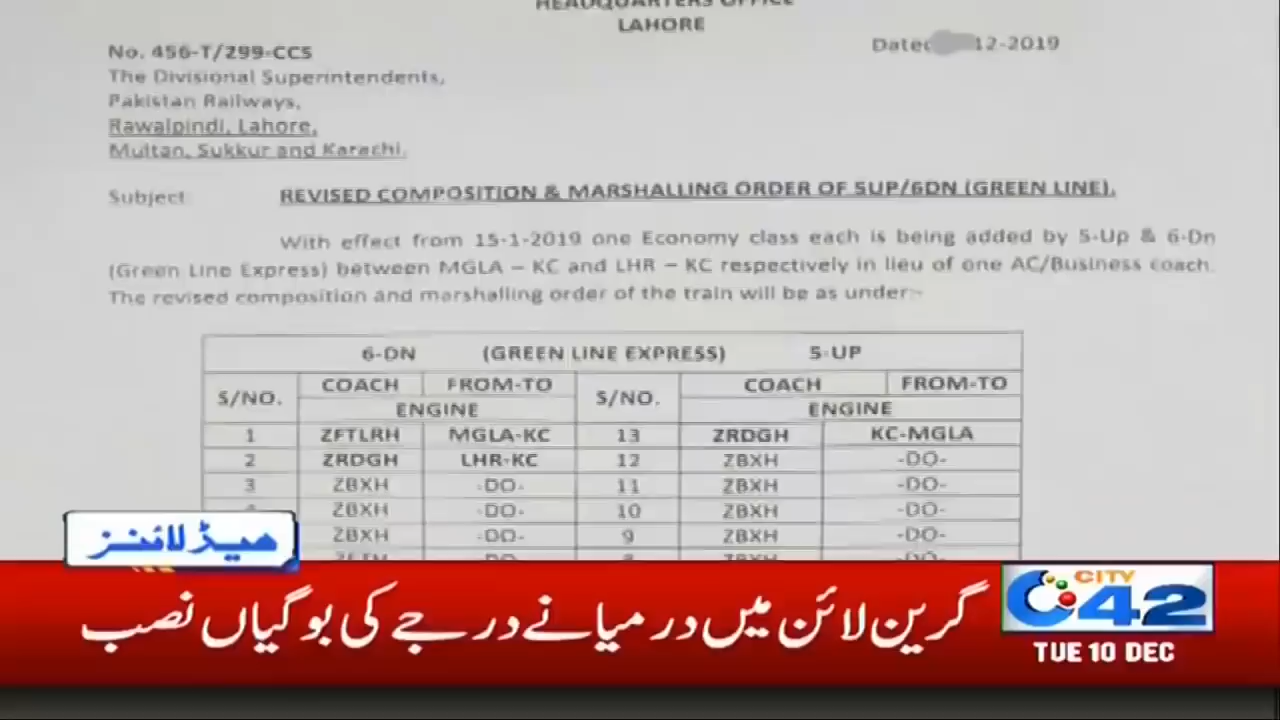 HEADQUARTERS OFFICE
LAHORE
No. 456-T/299-CCS
Dated 12-2019
The Divisional Superintendents,
Pakistan Railways,
Rawalpindi, Lahore,
Multan, Sukkur and Karachi.
Subject: REVISED COMPOSITION & MARSHALLING ORDER OF 5UP/6DN (GREEN LINE).
With effect from 15-1-2019 one Economy class each is being added by 5-Up & 6-Dn
(Green Line Express) between MGLA – KC and LHR – KC respectively in lieu of one AC/Business coach.
The revised composition and marshalling order of the train will be as under:-
6-DN (GREEN LINE EXPRESS) 5-UP
S/NO. COACH FROM-TO S/NO. COACH FROM-TO
ENGINE ENGINE
1 ZFTLRH MGLA-KC 13 ZRDGH KC-MGLA
2 ZRDGH LHR-KC 12 ZBXH -DO-
3 ZBXH -DO- 11 ZBXH -DO-
ZBXH -DO- 10 ZBXH -DO-
ZBXH -DO- 9 ZBXH -DO-
ہیڈ لائنز
گرین لائن میں درمیانے درجے کی بوگیاں نصب
CITY
42
TUE 10 DEC